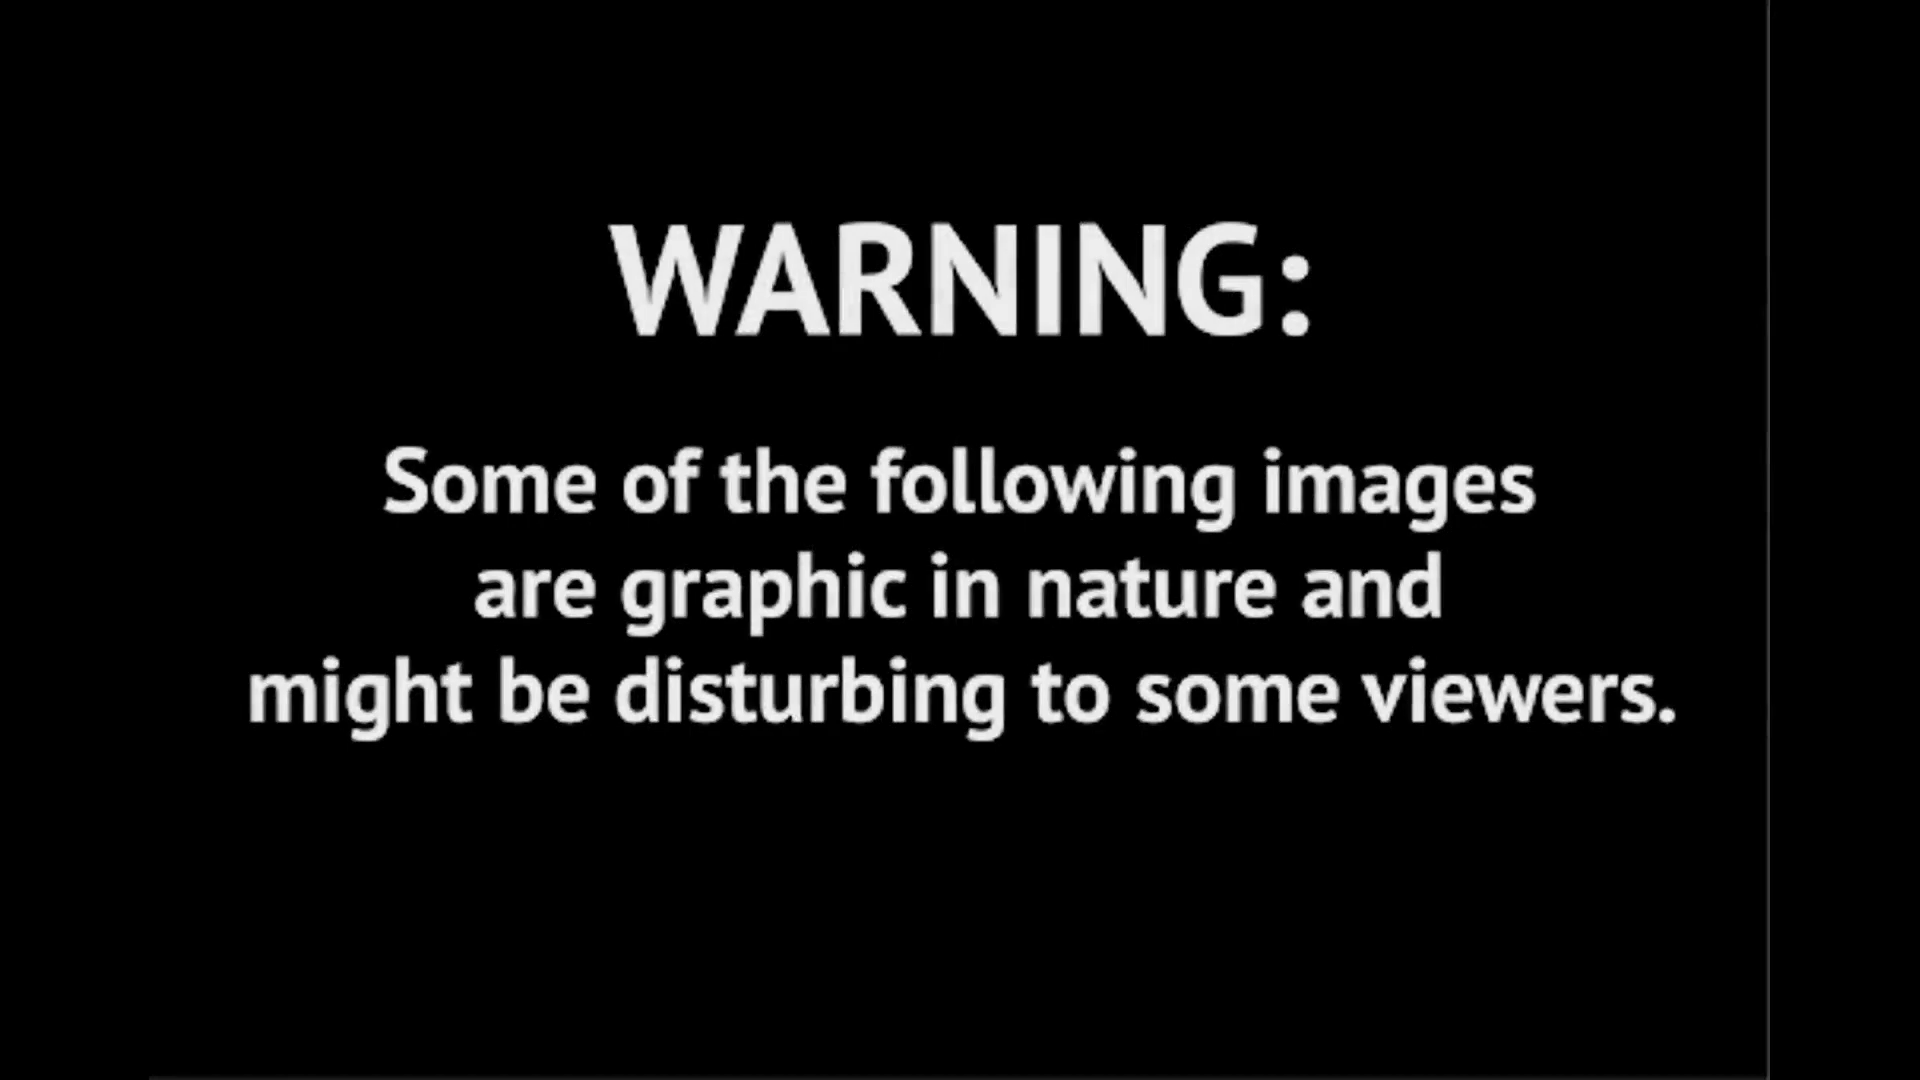 WARNING:
Some of the following images
are graphic in nature and
might be disturbing to some viewers.